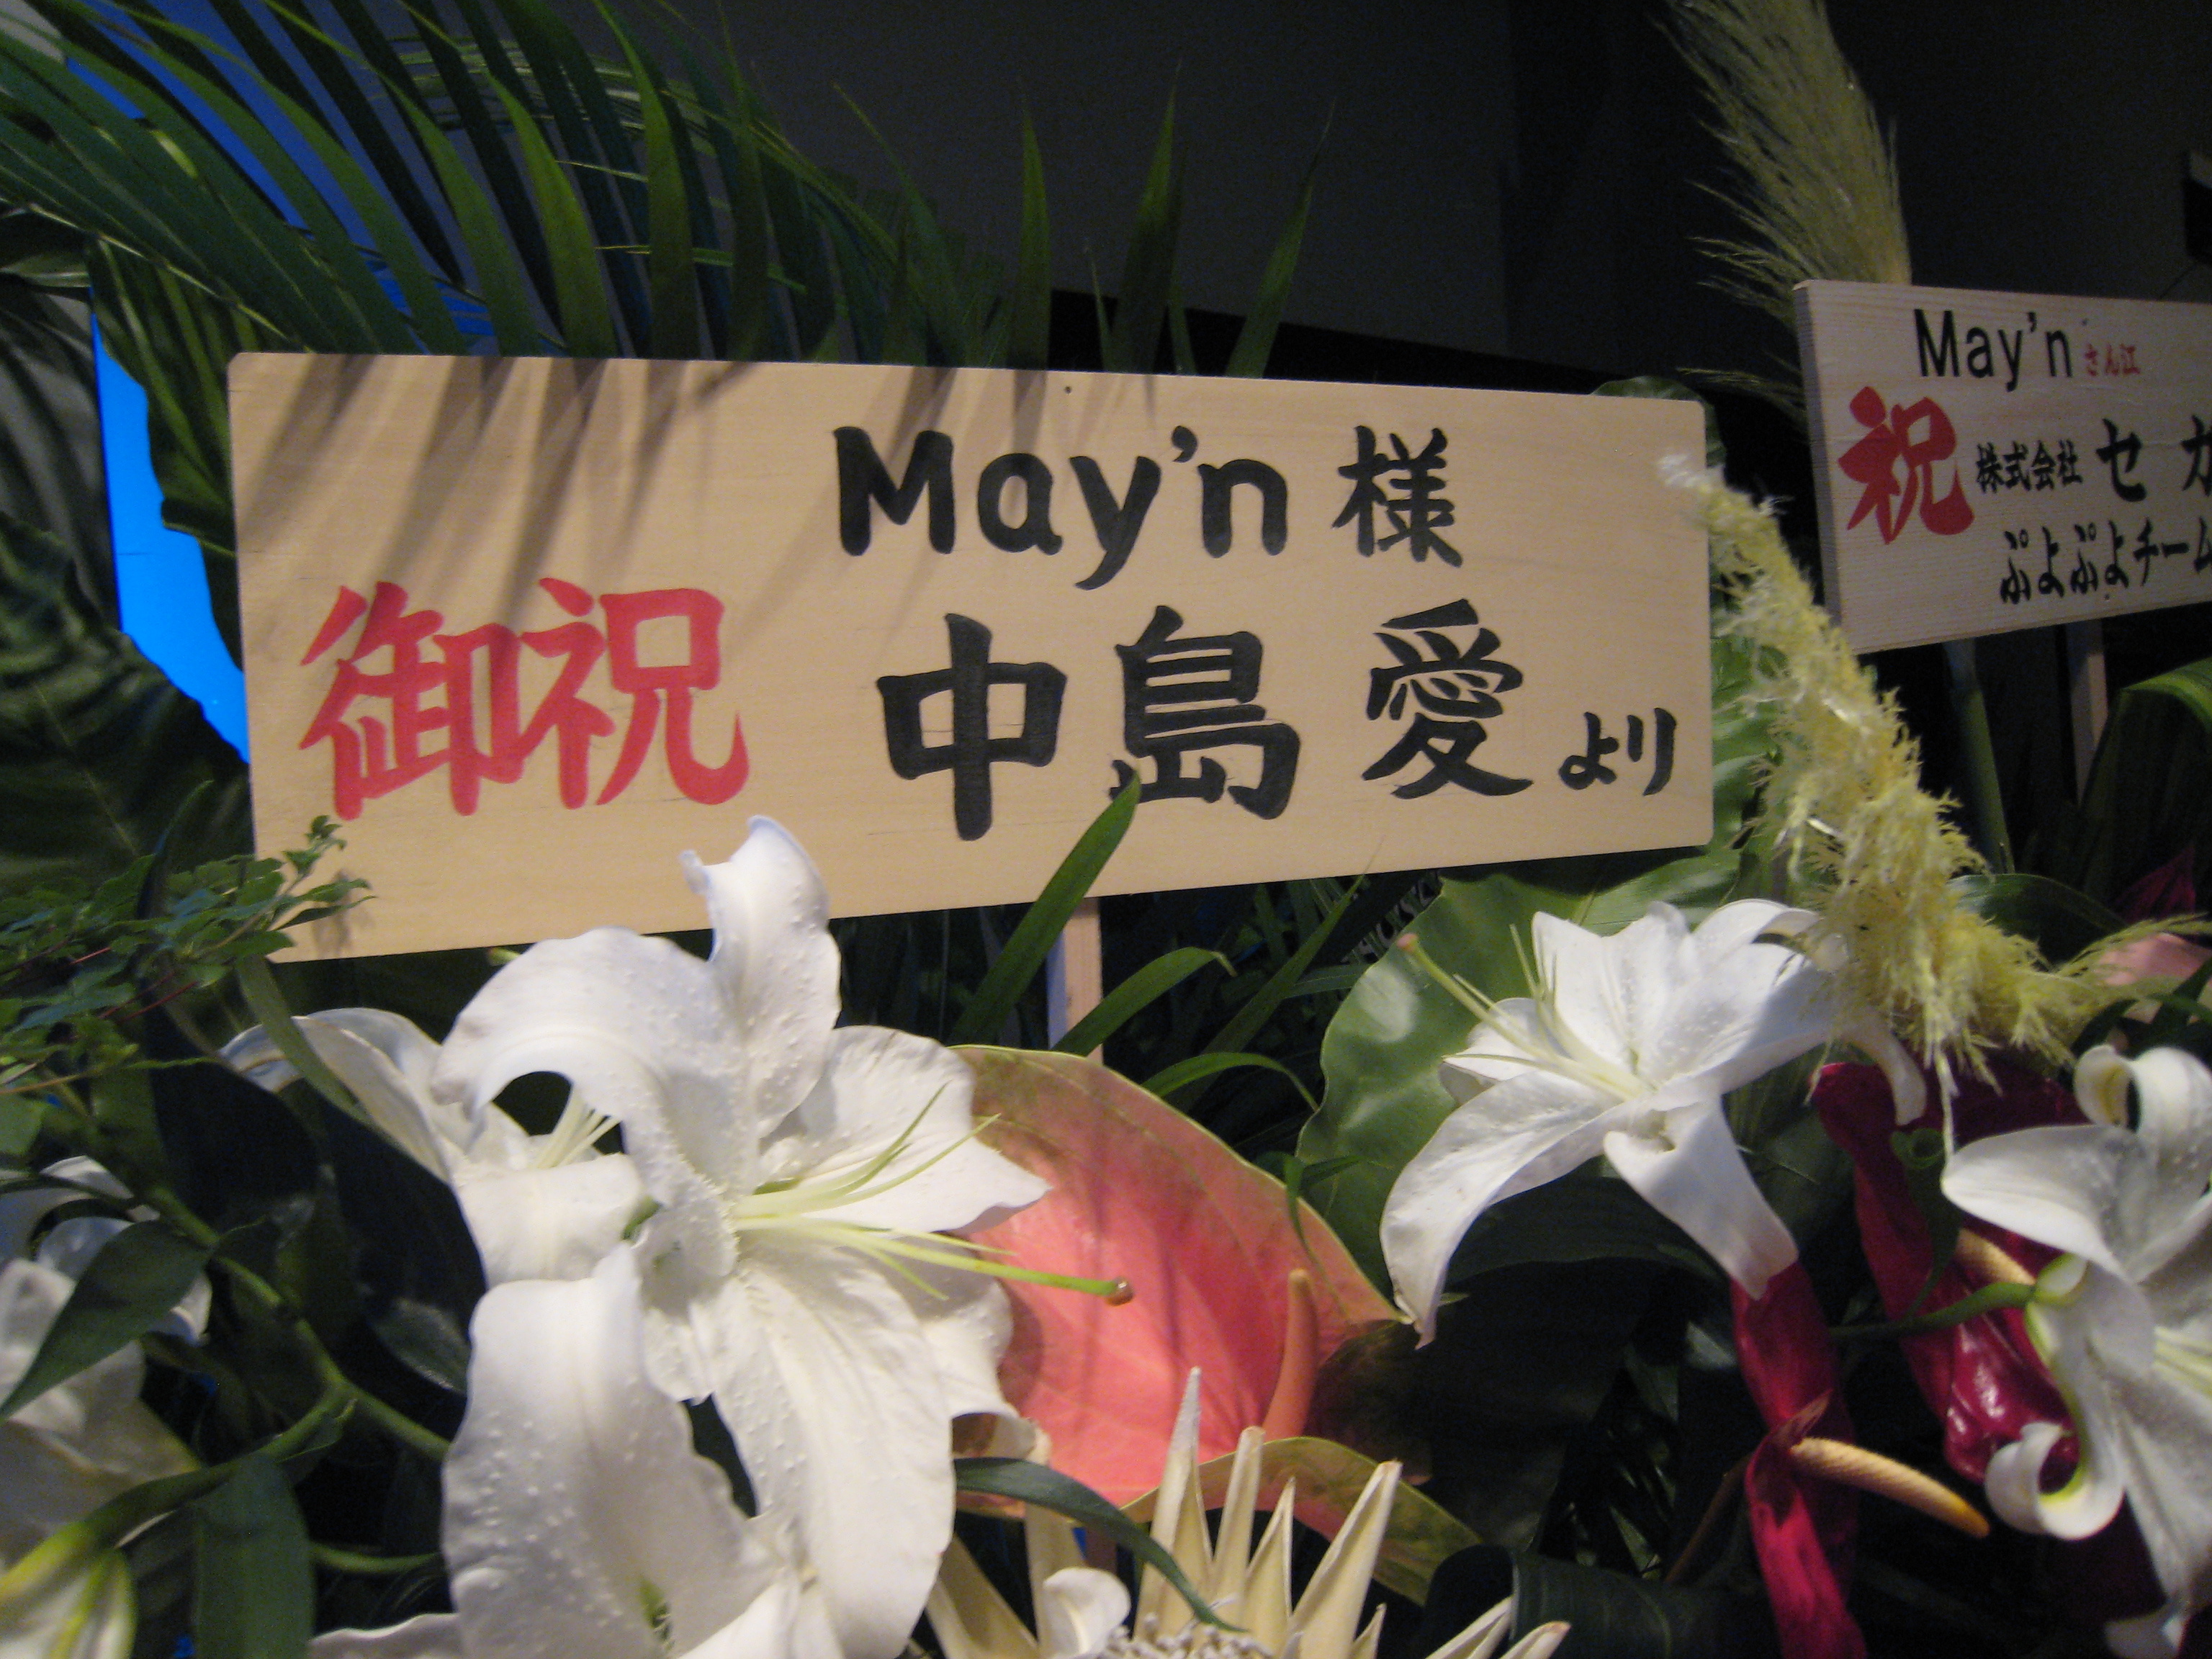 May'n 様
御祝 中島 愛 より
May'n さん江
祝 株式会社 セガ
ぷよぷよチーム